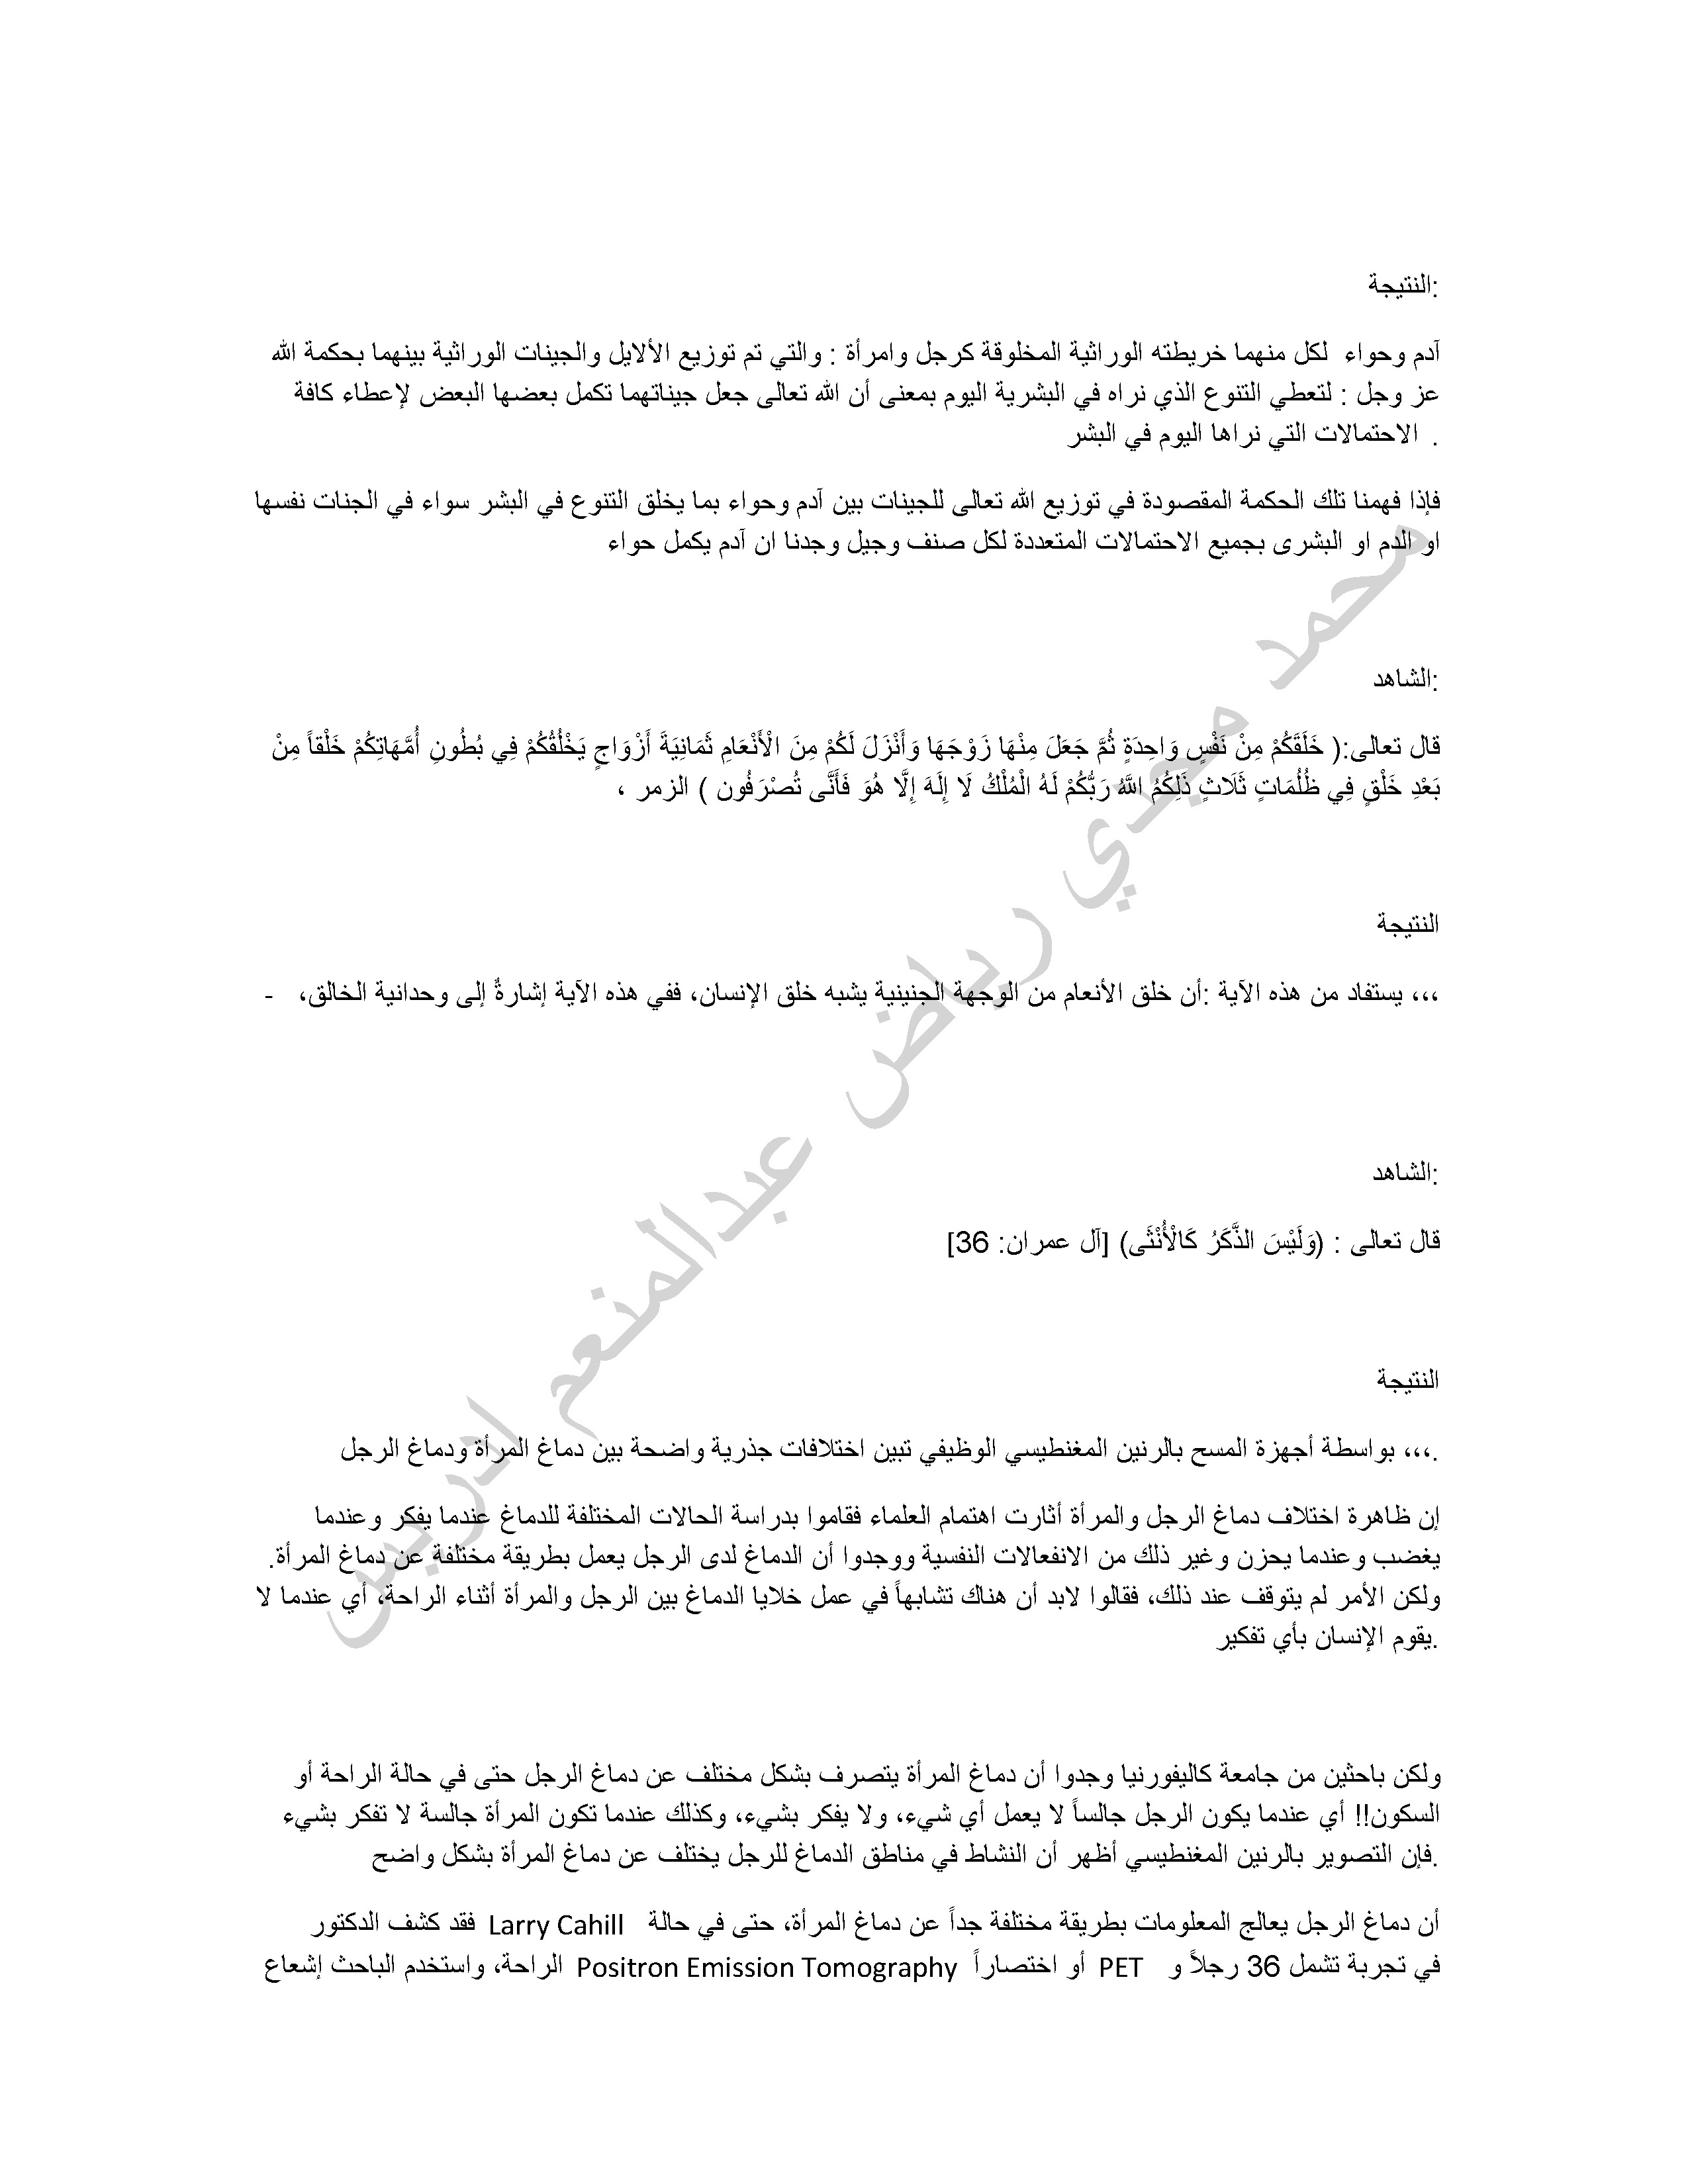 النتيجة:
آدم وحواء لكل منهما خريطته الوراثية المخلوقة كرجل وامرأة : والتي تم توزيع الألايل والجينات الوراثية بينهما بحكمة الله
عز وجل : لتعطي التنوع الذي نراه في البشرية اليوم بمعنى أن الله تعالى جعل جيناتهما تكمل بعضها البعض لإعطاء كافة
. الاحتمالات التي نراها اليوم في البشر
فإذا فهمنا تلك الحكمة المقصودة في توزيع الله تعالى للجينات بين آدم وحواء بما يخلق التنوع في البشر سواء في الجنات نفسها
او الدم او البشرى بجميع الاحتمالات المتعددة لكل صنف وجيل وجدنا ان آدم يكمل حواء
:الشاهد
قال تعالى:( خَلَقَكُمْ مِنْ نَفْسٍ وَاحِدَةٍ ثُمَّ جَعَلَ مِنْهَا زَوْجَهَا وَأَنْزَلَ لَكُمْ مِنَ الْأَنْعَامِ ثَمَانِيَةَ أَزْوَاجٍ يَخْلُقُكُمْ فِي بُطُونِ أُمَّهَاتِكُمْ خَلْقاً مِنْ
بَعْدِ خَلْقٍ فِي ظُلُمَاتٍ ثَلَاثٍ ذَلِكُمُ اللَّهُ رَبُّكُمْ لَهُ الْمُلْكُ لَا إِلَهَ إِلَّا هُوَ فَأَنَّى تُصْرَفُون ) الزمر ،
النتيجة
،،، يستفاد من هذه الآية :أن خلق الأنعام من الوجهة الجنينية يشبه خلق الإنسان، ففي هذه الآية إشارةٌ إلى وحدانية الخالق، -
:الشاهد
قال تعالى : (وَلَيْسَ الذَّكَرُ كَالْأُنْثَى) [آل عمران: 36]
النتيجة
.،،، بواسطة أجهزة المسح بالرنين المغنطيسي الوظيفي تبين اختلافات جذرية واضحة بين دماغ المرأة ودماغ الرجل
إن ظاهرة اختلاف دماغ الرجل والمرأة أثارت اهتمام العلماء فقاموا بدراسة الحالات المختلفة للدماغ عندما يفكر وعندما
يغضب وعندما يحزن وغير ذلك من الانفعالات النفسية ووجدوا أن الدماغ لدى الرجل يعمل بطريقة مختلفة عن دماغ المرأة.
ولكن الأمر لم يتوقف عند ذلك، فقالوا لابد أن هناك تشابهاً في عمل خلايا الدماغ بين الرجل والمرأة أثناء الراحة، أي عندما لا
.يقوم الإنسان بأي تفكير
ولكن باحثين من جامعة كاليفورنيا وجدوا أن دماغ المرأة يتصرف بشكل مختلف عن دماغ الرجل حتى في حالة الراحة أو
السكون!! أي عندما يكون الرجل جالساً لا يعمل أي شيء، ولا يفكر بشيء، وكذلك عندما تكون المرأة جالسة لا تفكر بشيء
.فإن التصوير بالرنين المغنطيسي أظهر أن النشاط في مناطق الدماغ للرجل يختلف عن دماغ المرأة بشكل واضح
أن دماغ الرجل يعالج المعلومات بطريقة مختلفة جداً عن دماغ المرأة، حتى في حالة Larry Cahill فقد كشف الدكتور
في تجربة تشمل 36 رجلاً و PET أو اختصاراً Positron Emission Tomography الراحة، واستخدم الباحث إشعاع
محمد مجدي رياض عبدالمنعم ادريس